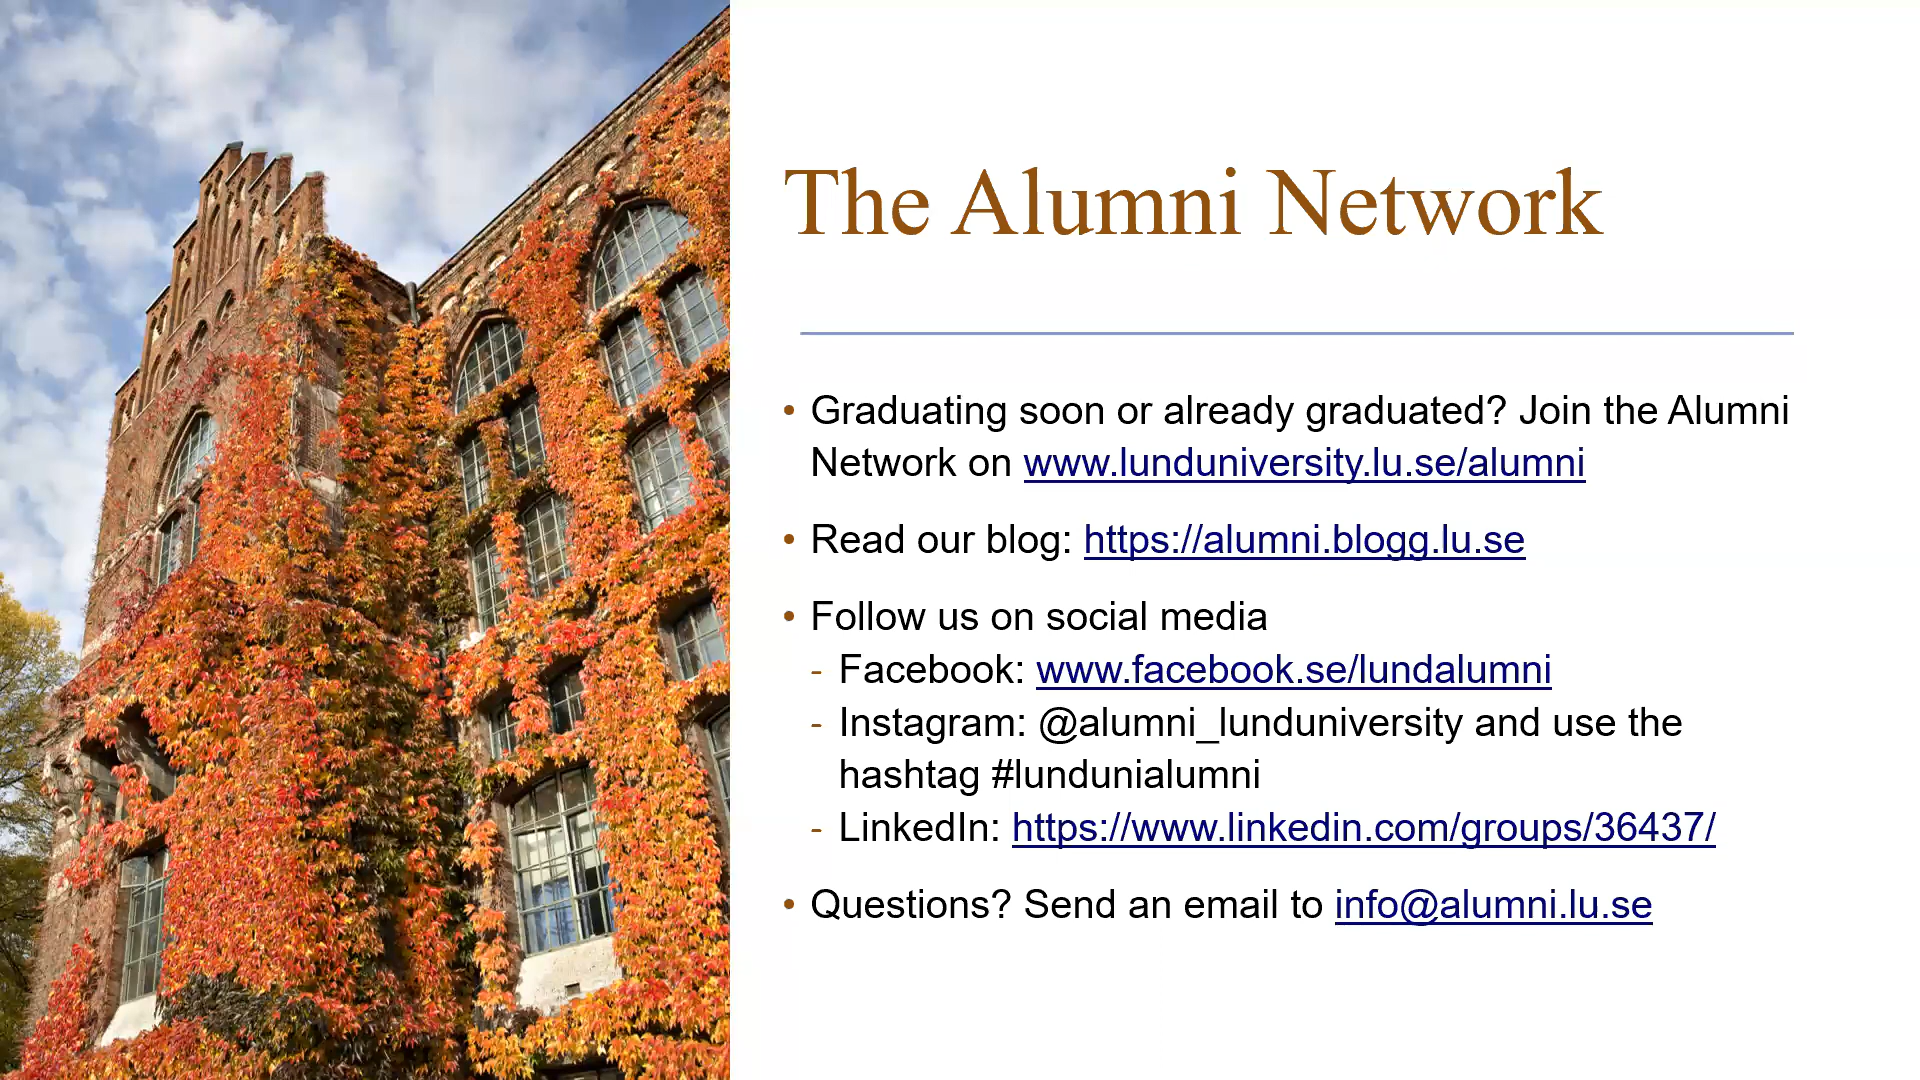 The Alumni Network
• Graduating soon or already graduated? Join the Alumni
Network on www.lunduniversity.lu.se/alumni
• Read our blog: https://alumni.blogg.lu.se
• Follow us on social media
- Facebook: www.facebook.se/lundalumni
- Instagram: @alumni_lunduniversity and use the
hashtag #lundunialumni
- LinkedIn: https://www.linkedin.com/groups/36437/
• Questions? Send an email to info@alumni.lu.se